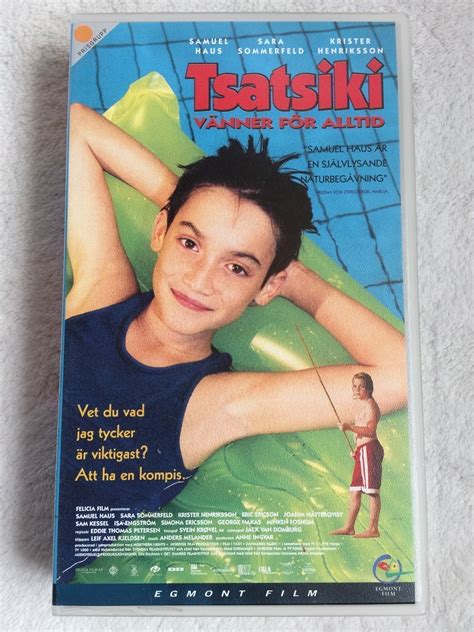 PRISGRUPP
SAMUEL HAUS SARA SOMMERFELD KRISTER HENRIKSSON
Tsatsiki
VÄNNER FÖR ALLTID
"SAMUEL HAUS ÄR
EN SJÄLVLYSANDE
NATURBEGÅVNING"
Vet du vad
jag tycker
är viktigast?
Att ha en kompis.
FELICIA FILM
SAMUEL HAUS SARA SOMMERFELD KRISTER HENRIKSSON ERIC ERICSON JOAKIM NÄTTERQVIST
SAM KESSEL ISA ENGSTRÖM SIMONA ERICSSON GEORGE NAKAS MINKEN FOSHEIM
EDDIE THOMAS PETERSEN SVEIN KRØVEL JACK VAN DOMBURG
LEIF AXEL KJELDSEN ANDERS MELANDER ANNE INGVAR
EGMONT
FILM
EGMONT FILM